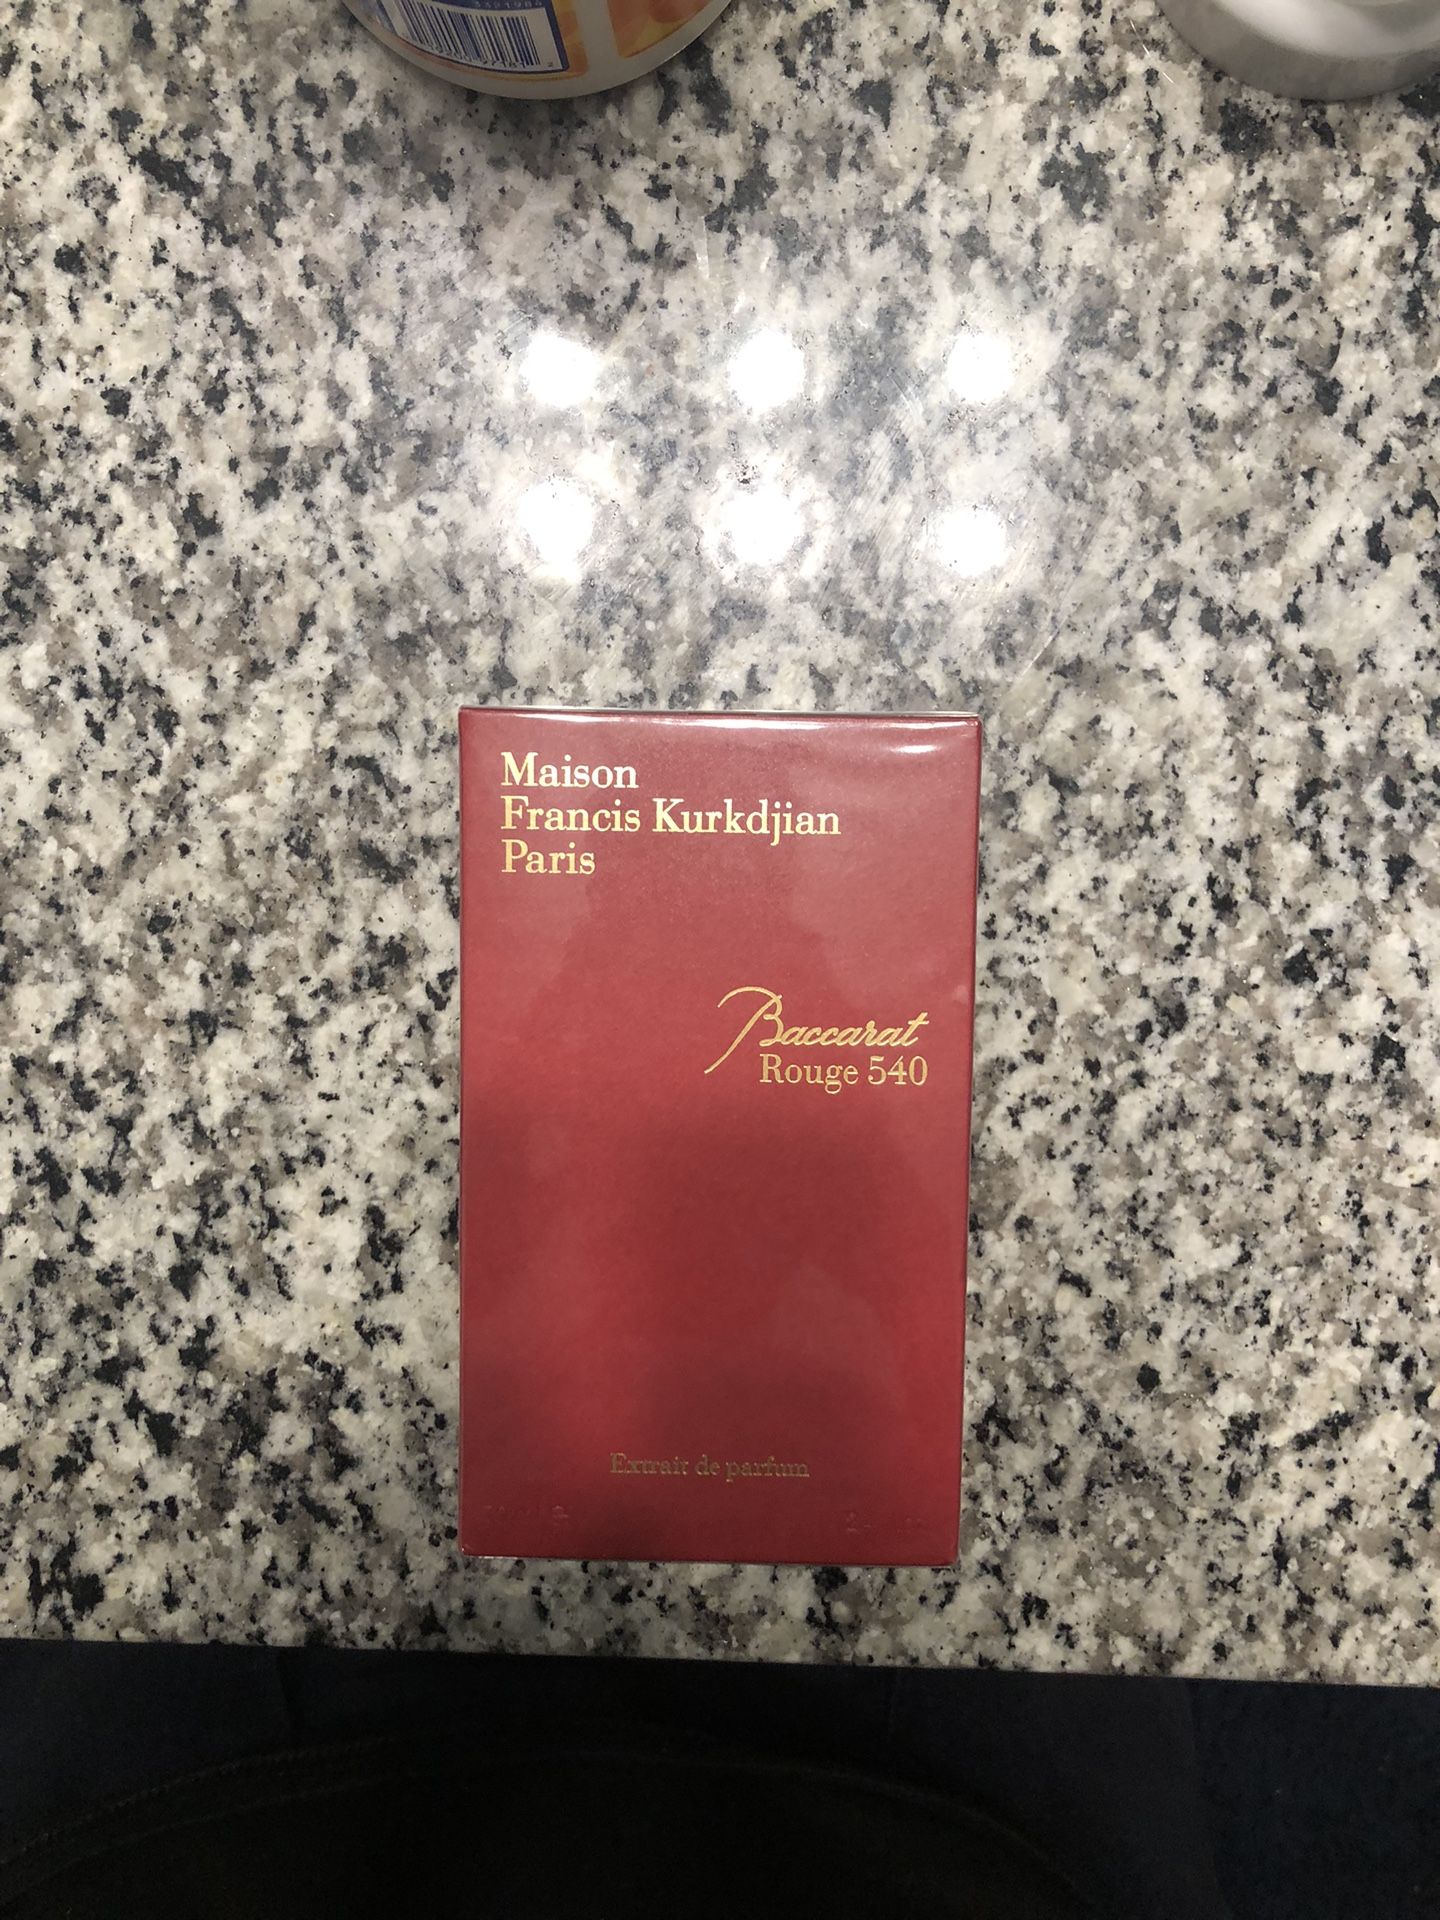 Maison
Francis Kurkdjian
Paris
Baccarat
Rouge 540
Extrait de parfum